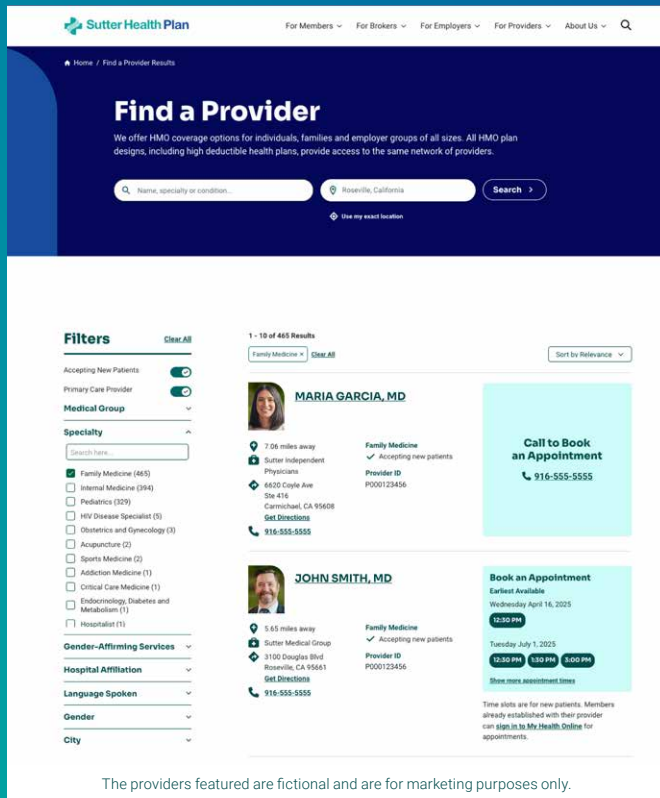 Sutter Health Plan
For Members
For Brokers
For Employers
For Providers
About Us
Home / Find a Provider Results
Find a Provider
We offer HMO coverage options for individuals, families and employer groups of all sizes. All HMO plan
designs, including high deductible health plans, provide access to the same network of providers.
Name, specialty or condition...
Roseville, California
Search >
Use my exact location
Filters
Clear All
Accepting New Patients
Primary Care Provider
Medical Group
Specialty
Search here...
Family Medicine (465)
Internal Medicine (394)
Pediatrics (329)
HIV Disease Specialist (5)
Obstetrics and Gynecology (3)
Acupuncture (2)
Sports Medicine (2)
Addiction Medicine (1)
Critical Care Medicine (1)
Endocrinology, Diabetes and
Metabolism (1)
Hospitalist (1)
Gender-Affirming Services
Hospital Affiliation
Language Spoken
Gender
City
1 - 10 of 465 Results
Family Medicine ×
Clear All
Sort by Relevance
MARIA GARCIA, MD
7.06 miles away
Sutter Independent
Physicians
6620 Coyle Ave
Ste 416
Carmichael, CA 95608
Get Directions
916-555-5555
Family Medicine
Accepting new patients
Provider ID
P000123456
Call to Book
an Appointment
916-555-5555
JOHN SMITH, MD
5.65 miles away
Sutter Medical Group
3100 Douglas Blvd
Roseville, CA 95661
Get Directions
916-555-5555
Family Medicine
Accepting new patients
Provider ID
P000123456
Book an Appointment
Earliest Available
Wednesday April 16, 2025
12:30 PM
Tuesday July 1, 2025
12:30 PM 1:30 PM 3:00 PM
Show more appointment times
Time slots are for new patients. Members
already established with their provider
can sign in to My Health Online for
appointments.
The providers featured are fictional and are for marketing purposes only.